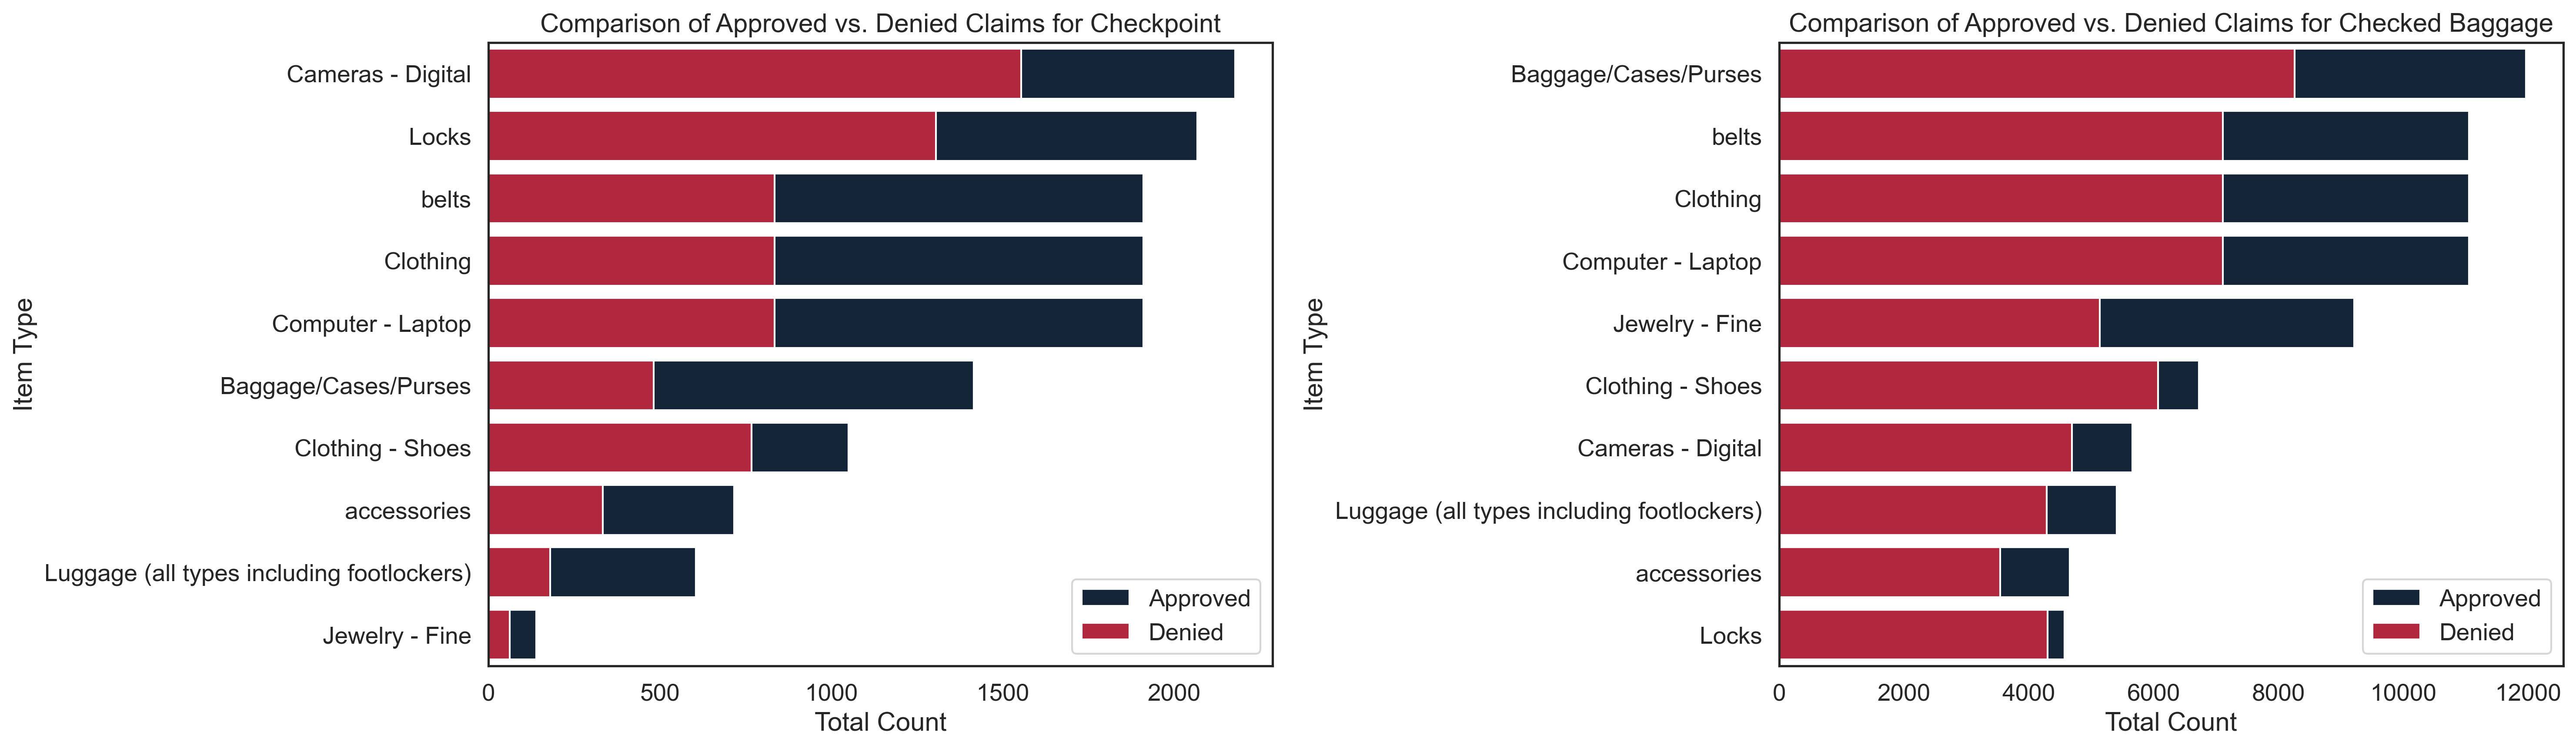 Comparison of Approved vs. Denied Claims for Checkpoint
Item Type
Cameras - Digital
Locks
belts
Clothing
Computer - Laptop
Baggage/Cases/Purses
Clothing - Shoes
accessories
Luggage (all types including footlockers)
Jewelry - Fine
Approved
Denied
0 500 1000 1500 2000
Total Count
Comparison of Approved vs. Denied Claims for Checked Baggage
Item Type
Baggage/Cases/Purses
belts
Clothing
Computer - Laptop
Jewelry - Fine
Clothing - Shoes
Cameras - Digital
Luggage (all types including footlockers)
accessories
Locks
Approved
Denied
0 2000 4000 6000 8000 10000 12000
Total Count